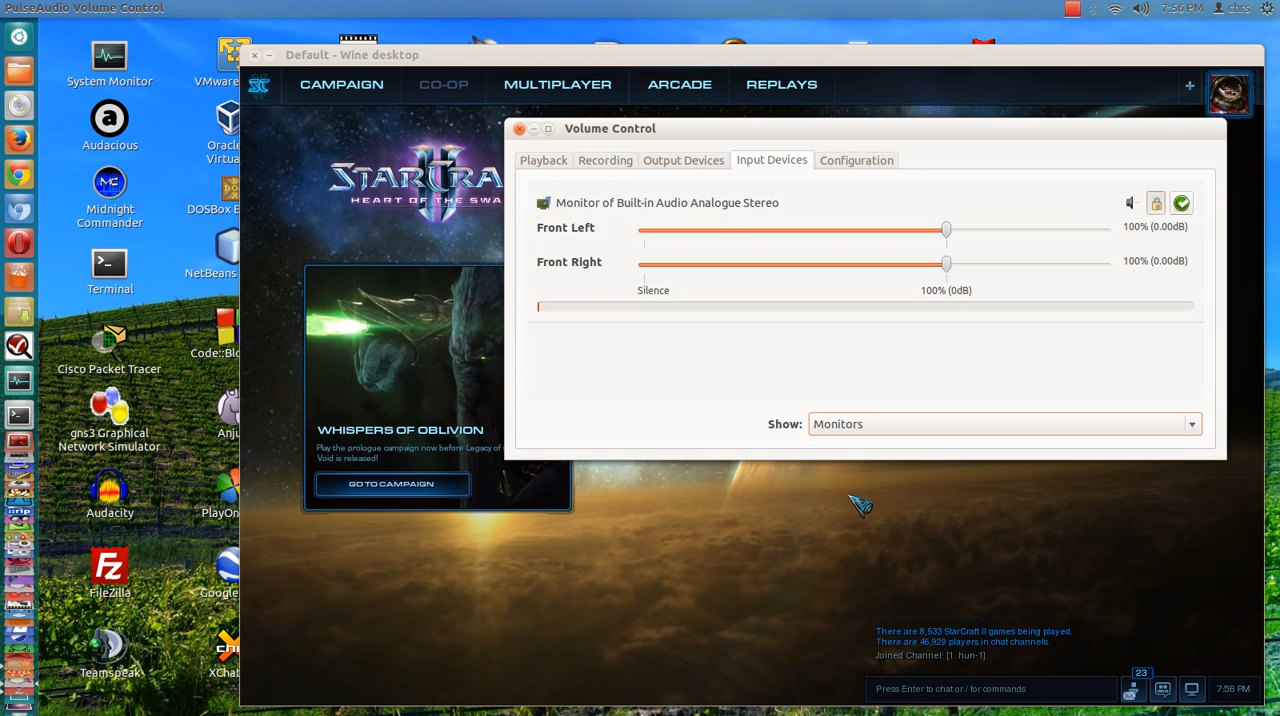 PulseAudio Volume Control
7:56 PM
chrs
System Monitor
VMware
Audacious
Oracle
Virtua
Midnight
Commander
DOSBox E
Terminal
NetBeans
Cisco Packet Tracer
Code::Blo
gns3 Graphical
Network Simulator
Anju
Audacity
PlayOn
FileZilla
Google
Teamspeak
XChat
Default - Wine desktop
CAMPAIGN
CO-OP
MULTIPLAYER
ARCADE
REPLAYS
+
STARCRA
II
HEART OF THE SWA
WHISPERS OF OBLIVION
Play the prologue campaign now before Legacy of
Void is released!
GO TO CAMPAIGN
Volume Control
Playback
Recording
Output Devices
Input Devices
Configuration
Monitor of Built-in Audio Analogue Stereo
Front Left
100% (0.00dB)
Front Right
100% (0.00dB)
Silence
100% (0dB)
Show:
Monitors
There are 8,533 StarCraft II games being played.
There are 46,929 players in chat channels.
Joined Channel: [1. hun-1]
Press Enter to chat or / for commands
23
7:56 PM